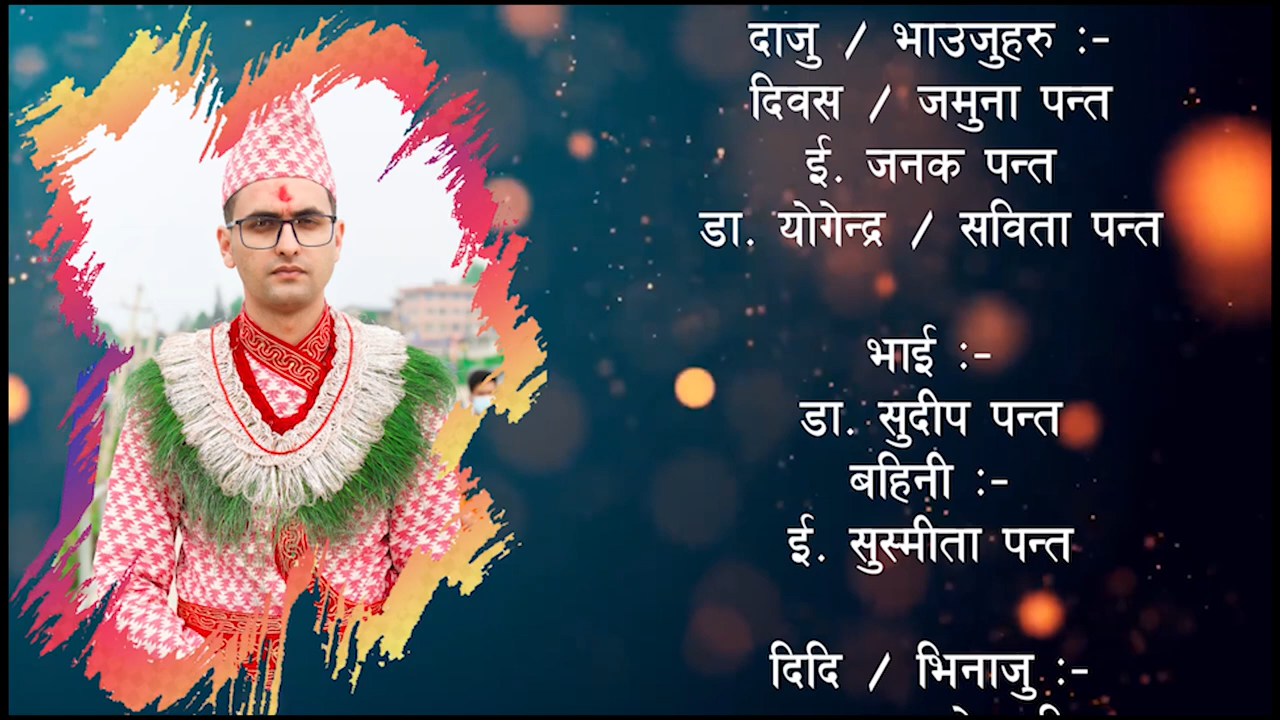 दाजु / भाउजुहरु :-
दिवस / जमुना पन्त
ई. जनक पन्त
डा. योगेन्द्र / सविता पन्त
भाई :-
डा. सुदीप पन्त
बहिनी :-
ई. सुस्मीता पन्त
दिदि / भिनाजु :-